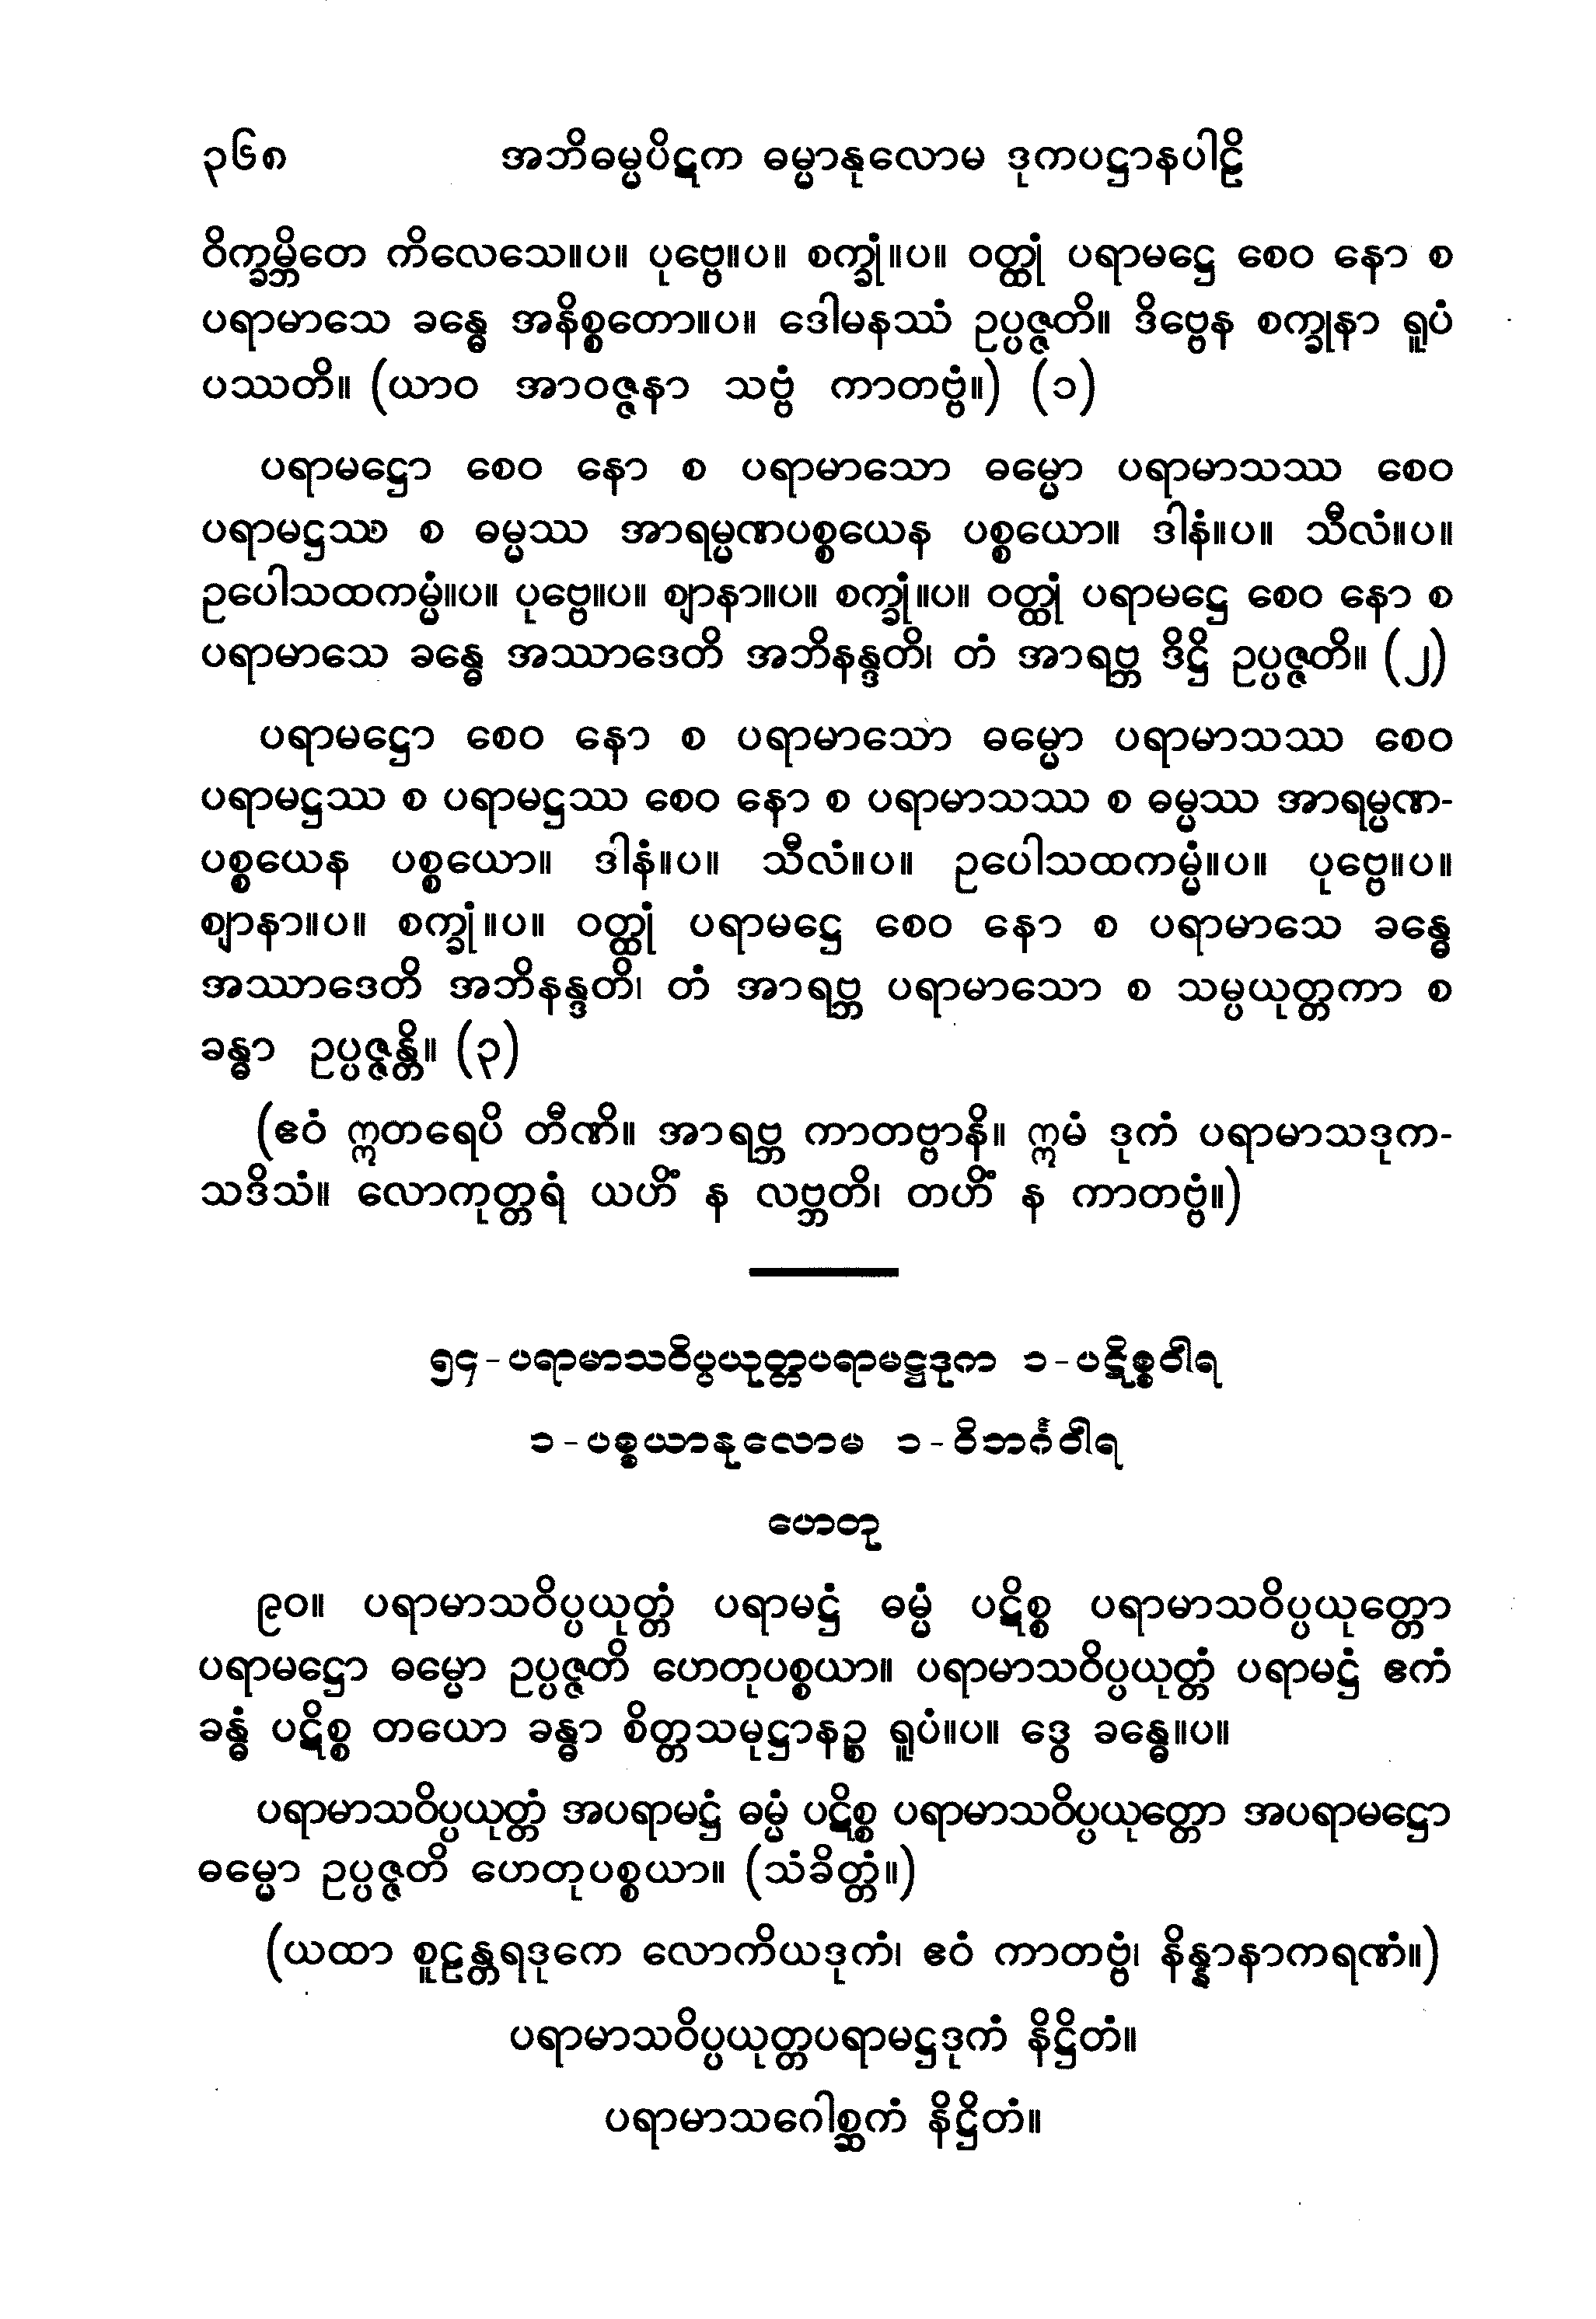 ၃၆၈ အဘိဓမ္မပိဋက ဓမ္မာနုလောမ ဒုကပဋ္ဌာနပါဠိ
ဝိက္ခမ္ဘိတေ ကိလေသေ။ပ။ ပုဗ္ဗေ။ပ။ စက္ခုံ။ပ။ ဝတ္ထုံ ပရာမဋ္ဌေ စေဝ နော စ
ပရာမာသေ ခန္ဓေ အနိစ္စတော။ပ။ ဒေါမနဿံ ဥပ္ပဇ္ဇတိ။ ဒိဗ္ဗေန စက္ခုနာ ရူပံ
ပဿတိ။ (ယာဝ အာဝဇ္ဇနာ သဗ္ဗံ ကာတဗ္ဗံ။) (၁)
ပရာမဋ္ဌော စေဝ နော စ ပရာမာသော ဓမ္မော ပရာမာသဿ စေဝ
ပရာမဋ္ဌဿ စ ဓမ္မဿ အာရမ္မဏပစ္စယေန ပစ္စယော။ ဒါနံ။ပ။ သီလံ။ပ။
ဥပေါသထကမ္မံ။ပ။ ပုဗ္ဗေ။ပ။ ဈာနာ။ပ။ စက္ခုံ။ပ။ ဝတ္ထုံ ပရာမဋ္ဌေ စေဝ နော စ
ပရာမာသေ ခန္ဓေ အဿာဒေတိ အဘိနန္ဒတိ၊ တံ အာရဗ္ဘ ဒိဋ္ဌိ ဥပ္ပဇ္ဇတိ။ (၂)
ပရာမဋ္ဌော စေဝ နော စ ပရာမာသော ဓမ္မော ပရာမာသဿ စေဝ
ပရာမဋ္ဌဿ စ ပရာမဋ္ဌဿ စေဝ နော စ ပရာမာသဿ စ ဓမ္မဿ အာရမ္မဏ-
ပစ္စယေန ပစ္စယော။ ဒါနံ။ပ။ သီလံ။ပ။ ဥပေါသထကမ္မံ။ပ။ ပုဗ္ဗေ။ပ။
ဈာနာ။ပ။ စက္ခုံ။ပ။ ဝတ္ထုံ ပရာမဋ္ဌေ စေဝ နော စ ပရာမာသေ ခန္ဓေ
အဿာဒေတိ အဘိနန္ဒတိ၊ တံ အာရဗ္ဘ ပရာမာသော စ သမ္ပယုတ္တကာ စ
ခန္ဓာ ဥပ္ပဇ္ဇန္တိ။ (၃)
(ဧဝံ ဣတရေပိ တီဏိ။ အာရဗ္ဘ ကာတဗ္ဗာနိ။ ဣမံ ဒုကံ ပရာမာသဒုက-
သဒိသံ။ လောကုတ္တရံ ယဟိံ န လဗ္ဘတိ၊ တဟိံ န ကာတဗ္ဗံ။)
၅၄-ပရာမာသဝိပ္ပယုတ္တပရာမဋ္ဌဒုက ၁-ပဋိစ္စဝါရ
၁-ပစ္စယာနုလောမ ၁-ဝိဘင်္ဂဝါရ
ဟေတု
၉၀။ ပရာမာသဝိပ္ပယုတ္တံ ပရာမဋ္ဌံ ဓမ္မံ ပဋိစ္စ ပရာမာသဝိပ္ပယုတ္တော
ပရာမဋ္ဌော ဓမ္မော ဥပ္ပဇ္ဇတိ ဟေတုပစ္စယာ။ ပရာမာသဝိပ္ပယုတ္တံ ပရာမဋ္ဌံ ဧကံ
ခန္ဓံ ပဋိစ္စ တယော ခန္ဓာ စိတ္တသမုဋ္ဌာနဉ္စ ရူပံ။ပ။ ဒွေ ခန္ဓေ။ပ။
ပရာမာသဝိပ္ပယုတ္တံ အပရာမဋ္ဌံ ဓမ္မံ ပဋိစ္စ ပရာမာသဝိပ္ပယုတ္တော အပရာမဋ္ဌော
ဓမ္မော ဥပ္ပဇ္ဇတိ ဟေတုပစ္စယာ။ (သံခိတ္တံ။)
(ယထာ စူဠန္တရဒုကေ လောကိယဒုကံ၊ ဧဝံ ကာတဗ္ဗံ၊ နိန္နာနာကရဏံ။)
ပရာမာသဝိပ္ပယုတ္တပရာမဋ္ဌဒုကံ နိဋ္ဌိတံ။
ပရာမာသဂေါစ္ဆကံ နိဋ္ဌိတံ။